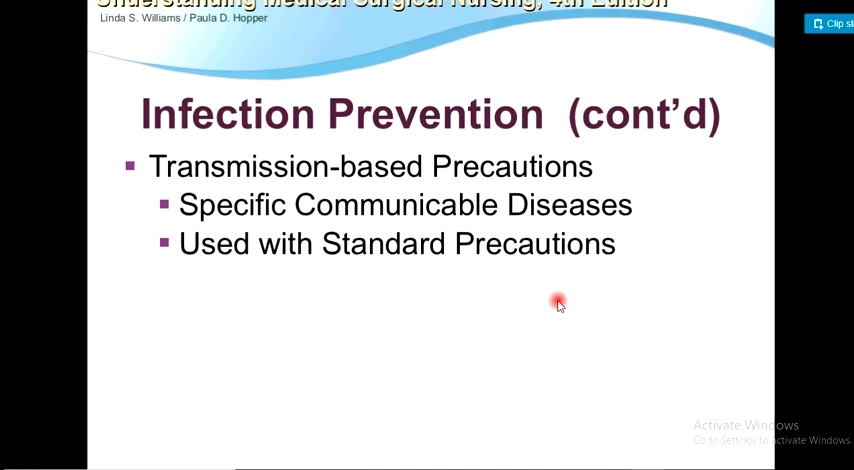 Understanding Medical Surgical Nursing, 4th Edition
Linda S. Williams / Paula D. Hopper
Clip
Infection Prevention (cont’d)
Transmission-based Precautions
Specific Communicable Diseases
Used with Standard Precautions
Activate Windows
Go to Settings to activate Windows.